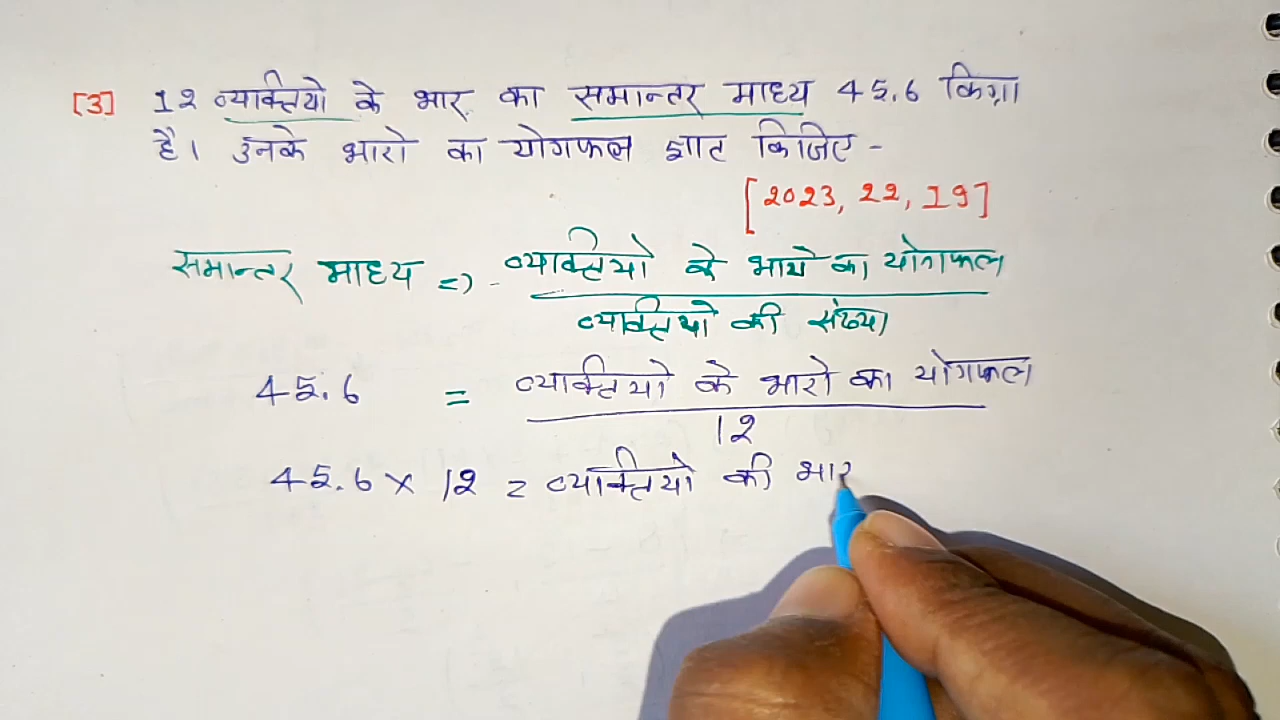 [3] 12 व्यक्तियो के भार का समान्तर माध्य 45.6 किग्रा
है। उनके भारो का योगफल ज्ञात किजिए -
[2023, 22, 19]
समान्तर माध्य => व्यक्तियो के भारो का योगफल
व्यक्तियो की संख्या
45.6 = व्यक्तियो के भारो का योगफल
12
45.6 × 12 = व्यक्तियो की भार